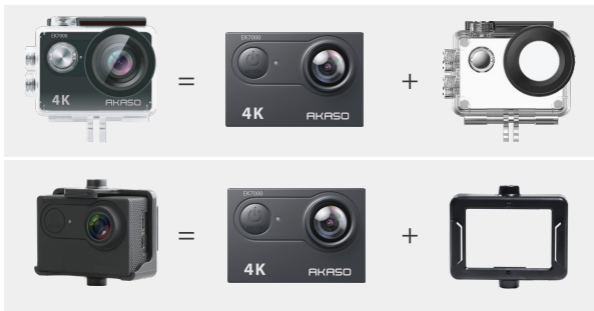 EK7000
4K AKASO
=
EK7000
4K AKASO
+
=
EK7000
4K AKASO
+